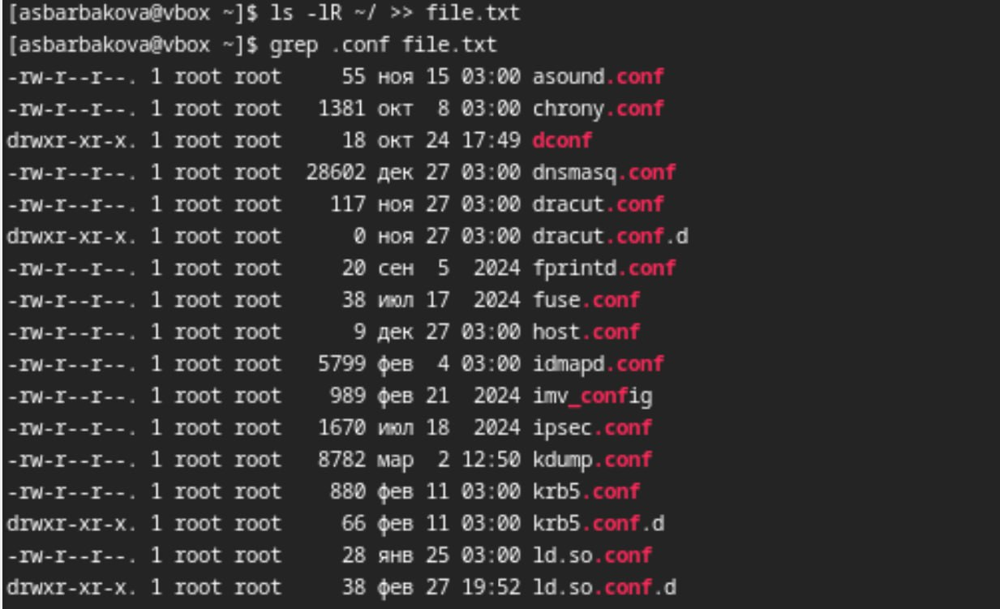 [asbarbakova@vbox ~]$ ls -lR ~/ >> file.txt
[asbarbakova@vbox ~]$ grep .conf file.txt
-rw-r--r--. 1 root root     55 ноя 15 03:00 asound.conf
-rw-r--r--. 1 root root   1381 окт  8 03:00 chrony.conf
drwxr-xr-x. 1 root root     18 окт 24 17:49 dconf
-rw-r--r--. 1 root root  28602 дек 27 03:00 dnsmasq.conf
-rw-r--r--. 1 root root    117 ноя 27 03:00 dracut.conf
drwxr-xr-x. 1 root root      0 ноя 27 03:00 dracut.conf.d
-rw-r--r--. 1 root root     20 сен  5  2024 fprintd.conf
-rw-r--r--. 1 root root     38 июл 17  2024 fuse.conf
-rw-r--r--. 1 root root      9 дек 27 03:00 host.conf
-rw-r--r--. 1 root root   5799 фев  4 03:00 idmapd.conf
-rw-r--r--. 1 root root    989 фев 21  2024 imv_config
-rw-r--r--. 1 root root   1670 июл 18  2024 ipsec.conf
-rw-r--r--. 1 root root   8782 мар  2 12:50 kdump.conf
-rw-r--r--. 1 root root    880 фев 11 03:00 krb5.conf
drwxr-xr-x. 1 root root     66 фев 11 03:00 krb5.conf.d
-rw-r--r--. 1 root root     28 янв 25 03:00 ld.so.conf
drwxr-xr-x. 1 root root     38 фев 27 19:52 ld.so.conf.d